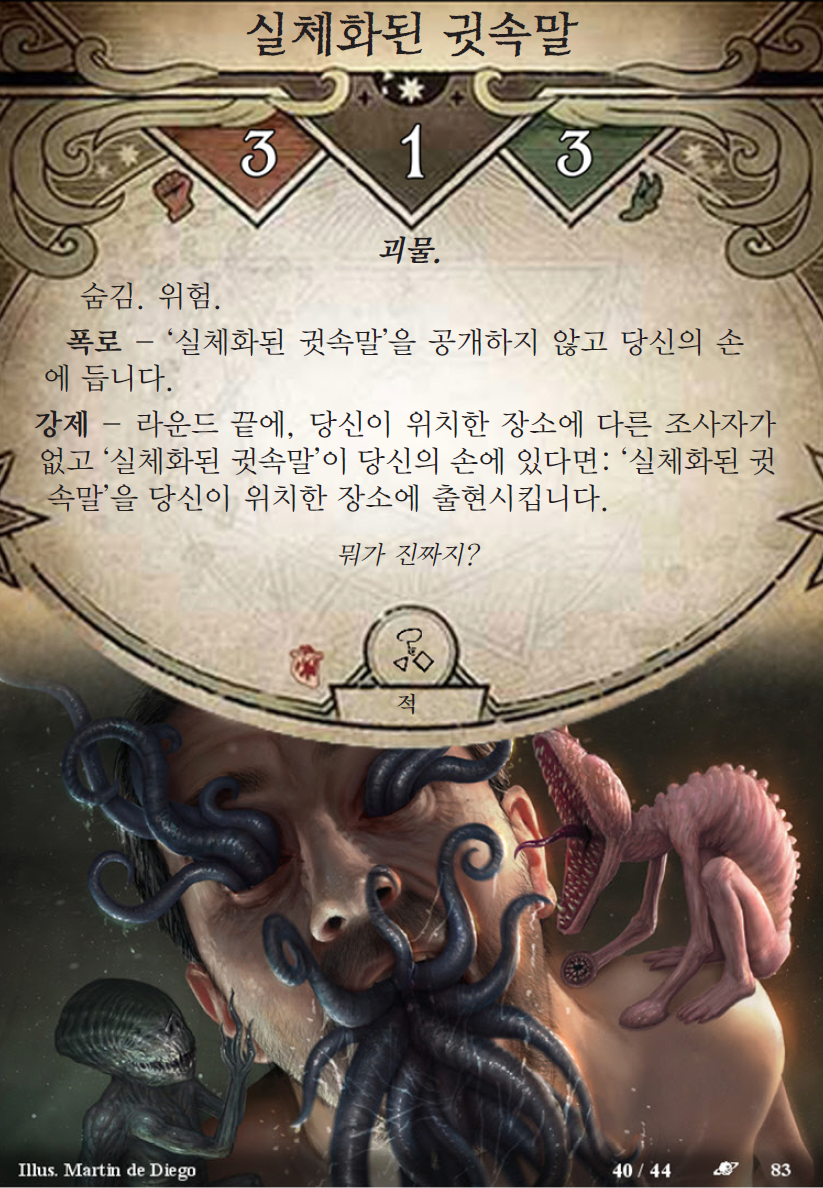 실체화된 귓속말
3 1 3
괴물.
숨김. 위험.
폭로 – ‘실체화된 귓속말’을 공개하지 않고 당신의 손
에 듭니다.
강제 – 라운드 끝에, 당신이 위치한 장소에 다른 조사자가
없고 ‘실체화된 귓속말’이 당신의 손에 있다면: ‘실체화된 귓
속말’을 당신이 위치한 장소에 출현시킵니다.
뭐가 진짜지?
적
Illus. Martin de Diego 40 / 44 83